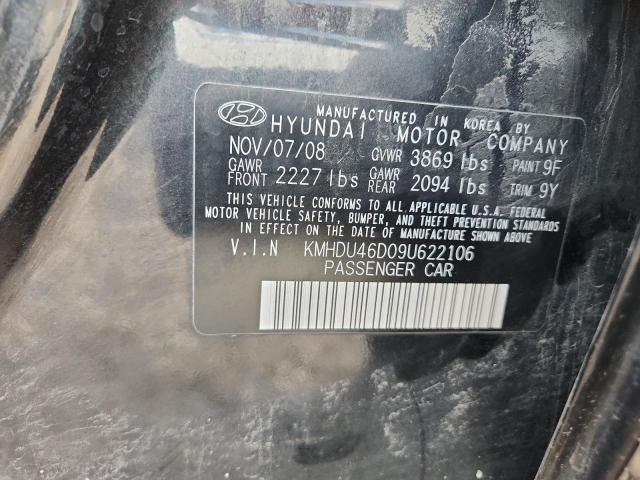 MANUFACTURED IN KOREA BY
HYUNDAI MOTOR COMPANY
NOV/07/08 GVWR 3869 lbs PAINT 9F
GAWR FRONT 2227 lbs GAWR REAR 2094 lbs TRIM 9Y
THIS VEHICLE CONFORMS TO ALL APPLICABLE U.S.A. FEDERAL
MOTOR VEHICLE SAFETY, BUMPER, AND THEFT PREVENTION STANDARDS
IN EFFECT ON THE DATE OF MANUFACTURE SHOWN ABOVE
V.I.N KMHDU46D09U622106
PASSENGER CAR